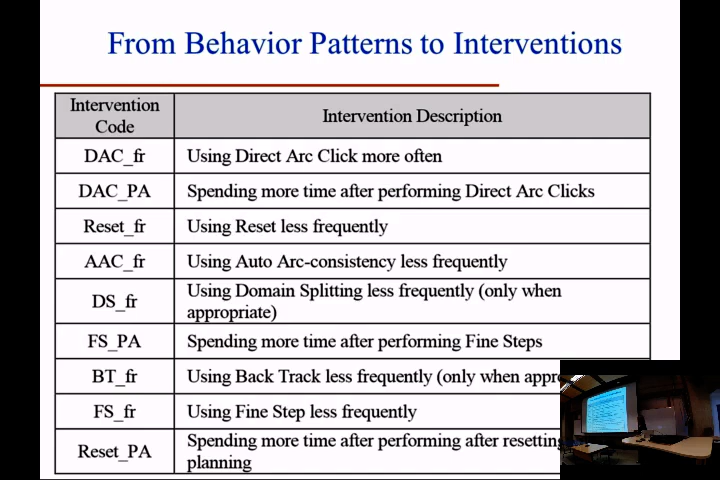 From Behavior Patterns to Interventions
Intervention
Code
Intervention Description
DAC_fr
Using Direct Arc Click more often
DAC_PA
Spending more time after performing Direct Arc Clicks
Reset_fr
Using Reset less frequently
AAC_fr
Using Auto Arc-consistency less frequently
DS_fr
Using Domain Splitting less frequently (only when
appropriate)
FS_PA
Spending more time after performing Fine Steps
BT_fr
Using Back Track less frequently (only when
FS_fr
Using Fine Step less frequently
Reset_PA
Spending more time after performing after resetting
planning